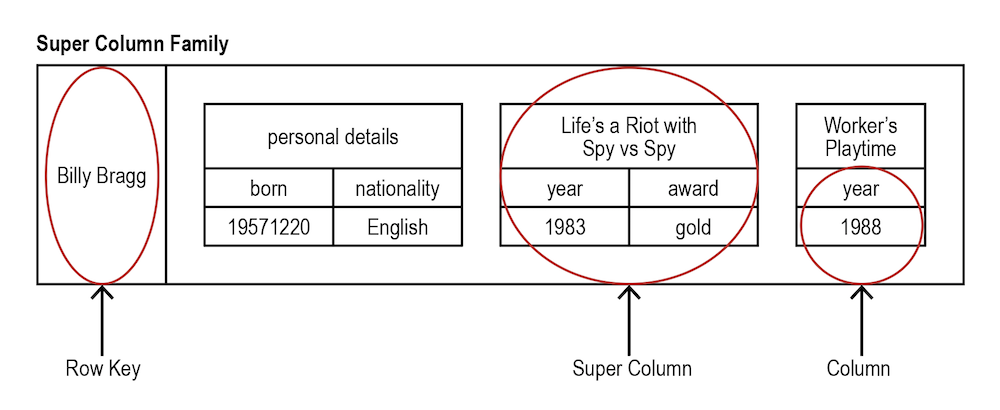 Super Column Family
Billy Bragg
personal details
born nationality
19571220 English
Life’s a Riot with
Spy vs Spy
year award
1983 gold
Worker’s
Playtime
year
1988
Row Key
Super Column
Column